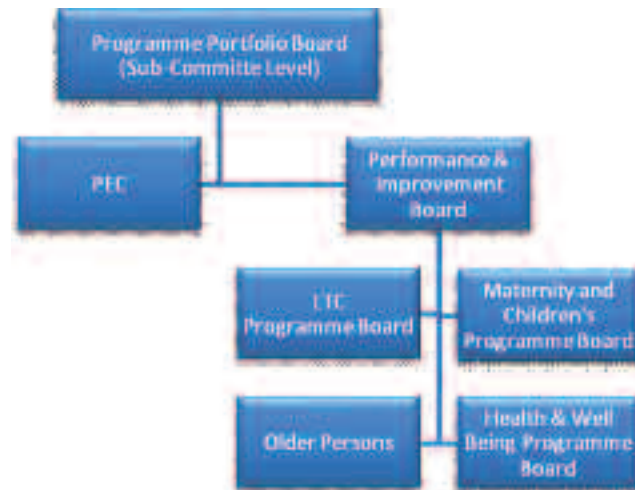 Programme Portfolio Board
(Sub-Committe Level)
PEC
Performance &
Improvement
Board
LTC
Programme Board
Maternity and
Children's
Programme Board
Older Persons
Health & Well
Being Programme
Board